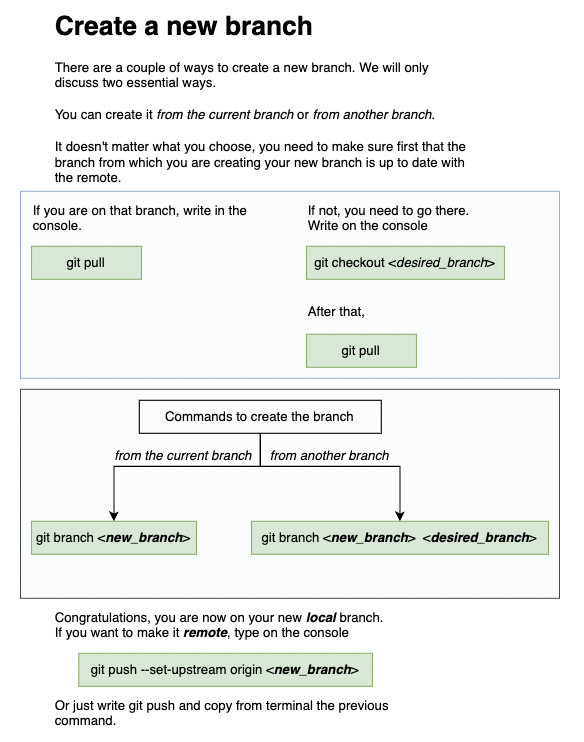 Create a new branch
There are a couple of ways to create a new branch. We will only
discuss two essential ways.
You can create it from the current branch or from another branch.
It doesn't matter what you choose, you need to make sure first that the
branch from which you are creating your new branch is up to date with
the remote.
If you are on that branch, write in the
console.
git pull
If not, you need to go there.
Write on the console
git checkout <desired_branch>
After that,
git pull
Commands to create the branch
from the current branch
from another branch
git branch <new_branch>
git branch <new_branch> <desired_branch>
Congratulations, you are now on your new local branch.
If you want to make it remote, type on the console
git push --set-upstream origin <new_branch>
Or just write git push and copy from terminal the previous
command.